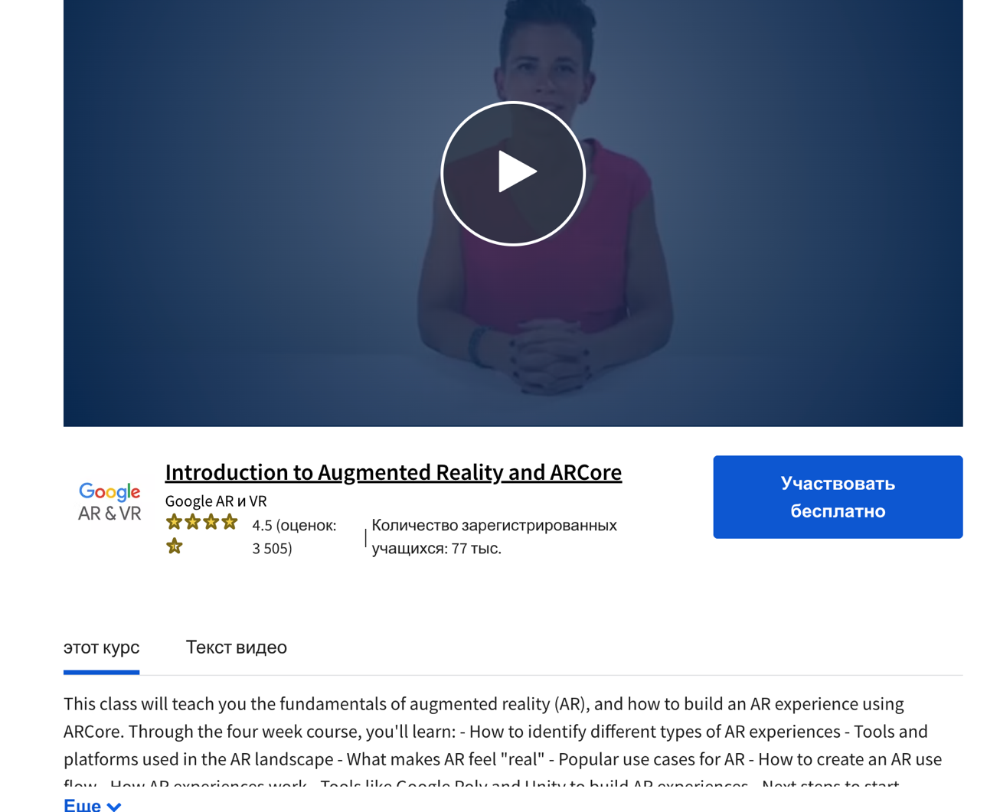 Google
AR & VR
Introduction to Augmented Reality and ARCore
Google AR и VR
4.5 (оценок:
3 505)
Количество зарегистрированных
учащихся: 77 тыс.
Участвовать
бесплатно
этот курс
Текст видео
This class will teach you the fundamentals of augmented reality (AR), and how to build an AR experience using
ARCore. Through the four week course, you'll learn: - How to identify different types of AR experiences - Tools and
platforms used in the AR landscape - What makes AR feel "real" - Popular use cases for AR - How to create an AR use
flow - How AR experiences work - Tools like Google Poly and Unity to build AR experiences - Next steps to start
Еще